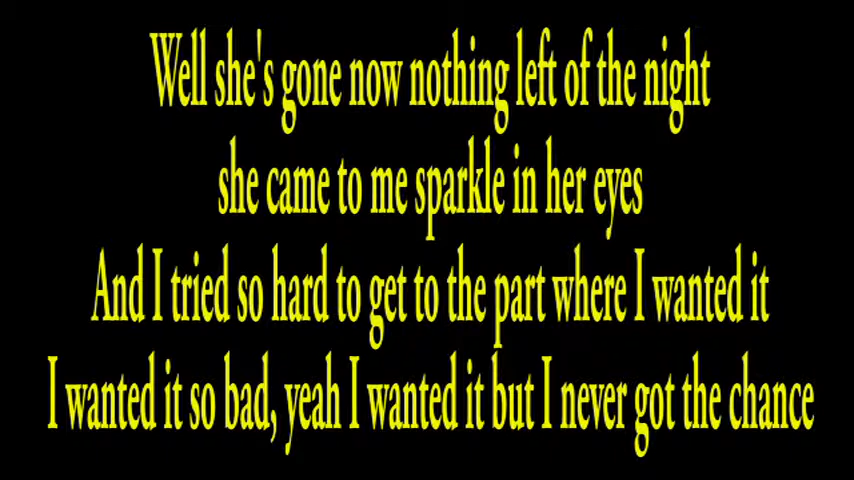 Well she's gone now nothing left of the night
she came to me sparkle in her eyes
And I tried so hard to get to the part where I wanted it
I wanted it so bad, yeah I wanted it but I never got the chance